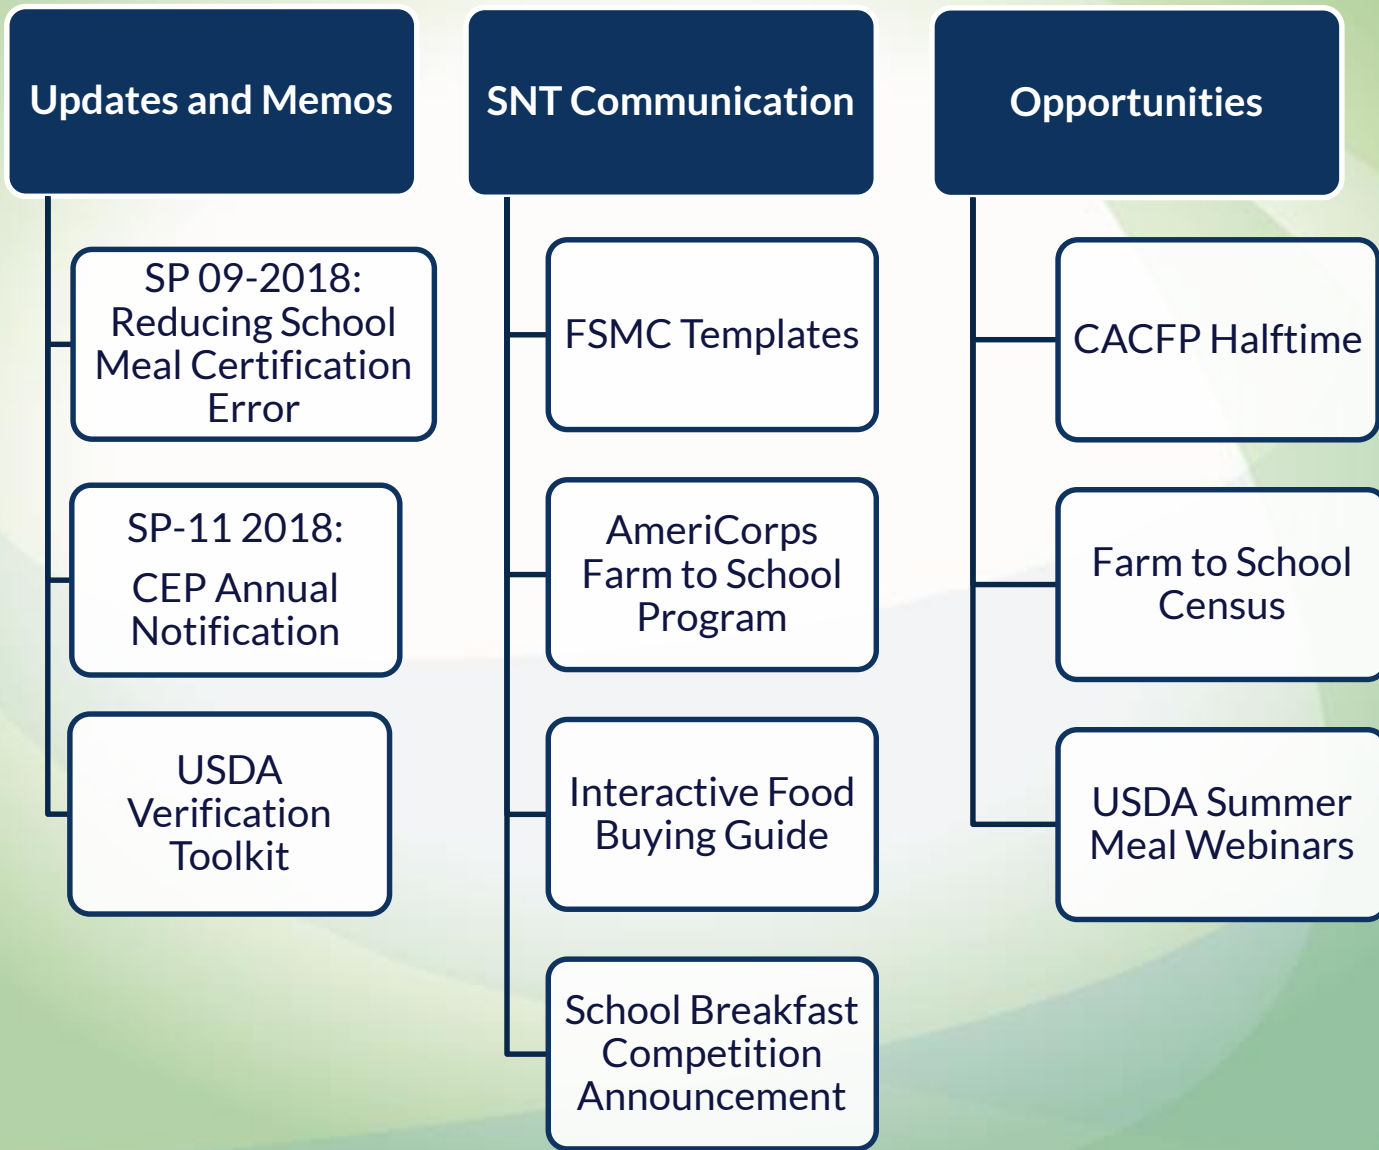 Updates and Memos
SP 09-2018:
Reducing School
Meal Certification
Error
SP-11 2018:
CEP Annual
Notification
USDA
Verification
Toolkit
SNT Communication
FSMC Templates
AmeriCorps
Farm to School
Program
Interactive Food
Buying Guide
School Breakfast
Competition
Announcement
Opportunities
CACFP Halftime
Farm to School
Census
USDA Summer
Meal Webinars